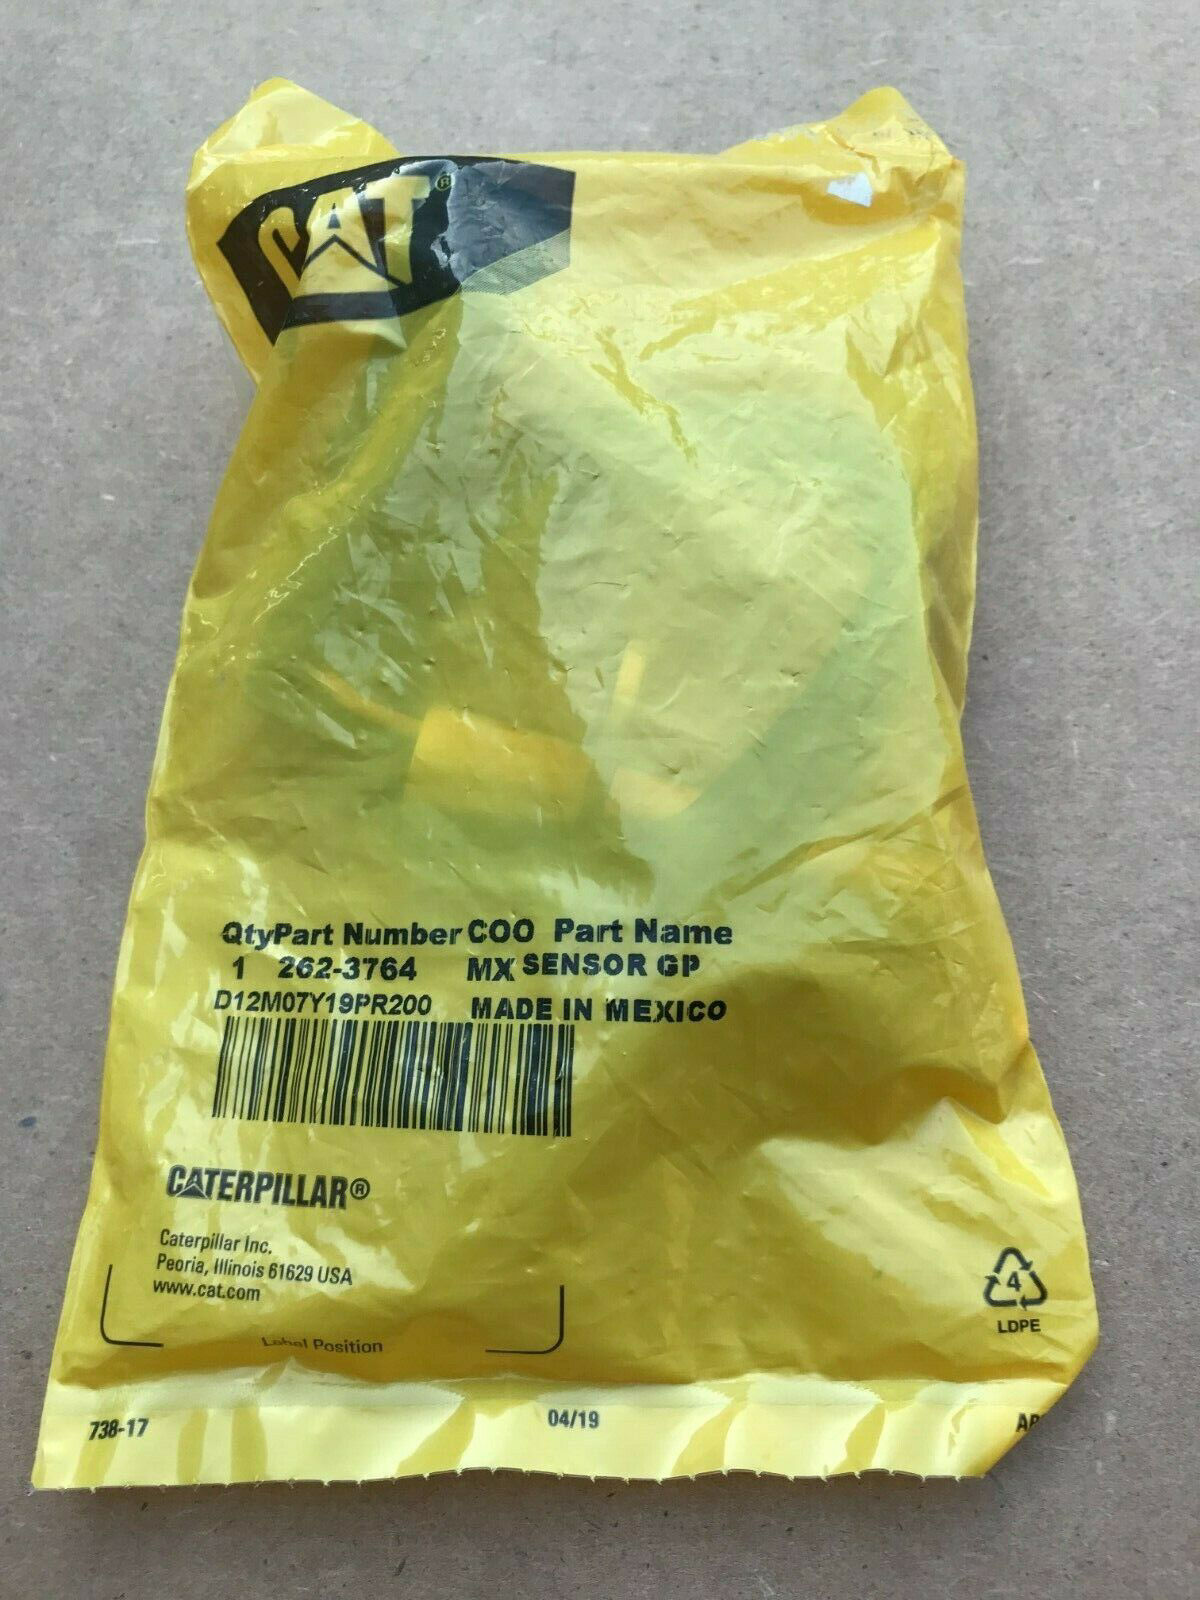 CAT®
QtyPart Number COO Part Name
1 262-3764 MX SENSOR GP
D12M07Y19PR200 MADE IN MEXICO
CATERPILLAR®
Caterpillar Inc.
Peoria, Illinois 61629 USA
www.cat.com
Label Position
4
LDPE
738-17 04/19